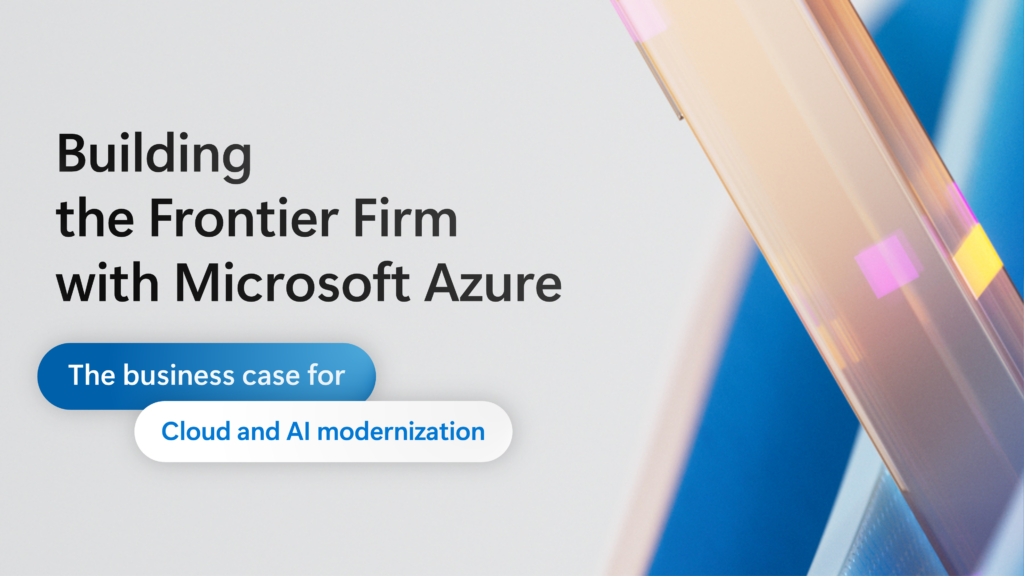 Building
the Frontier Firm
with Microsoft Azure
The business case for
Cloud and AI modernization